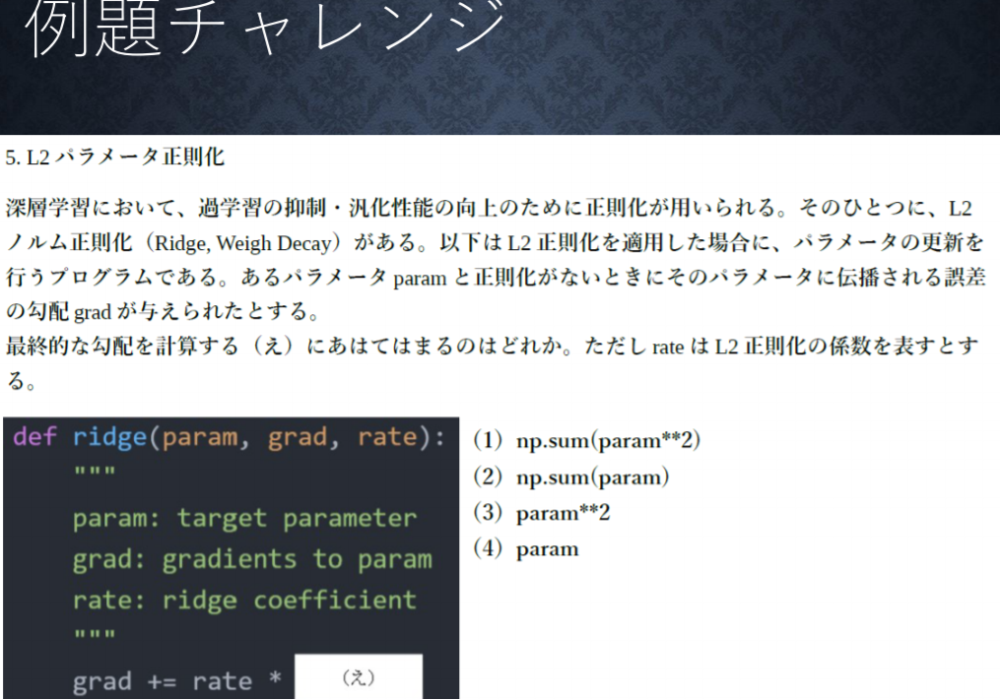 例題チャレンジ
5. L2 パラメータ正則化
深層学習において、過学習の抑制・汎化性能の向上のために正則化が用いられる。そのひとつに、L2
ノルム正則化（Ridge, Weigh Decay）がある。以下は L2 正則化を適用した場合に、パラメータの更新を
行うプログラムである。あるパラメータ param と正則化がないときにそのパラメータに伝播される誤差
の勾配 grad が与えられたとする。
最終的な勾配を計算する（え）にあてはまるのはどれか。ただし rate は L2 正則化の係数を表すとす
る。
def ridge(param, grad, rate):
"""
param: target parameter
grad: gradients to param
rate: ridge coefficient
"""
grad += rate * （え）
（1）np.sum(param**2)
（2）np.sum(param)
（3）param**2
（4）param